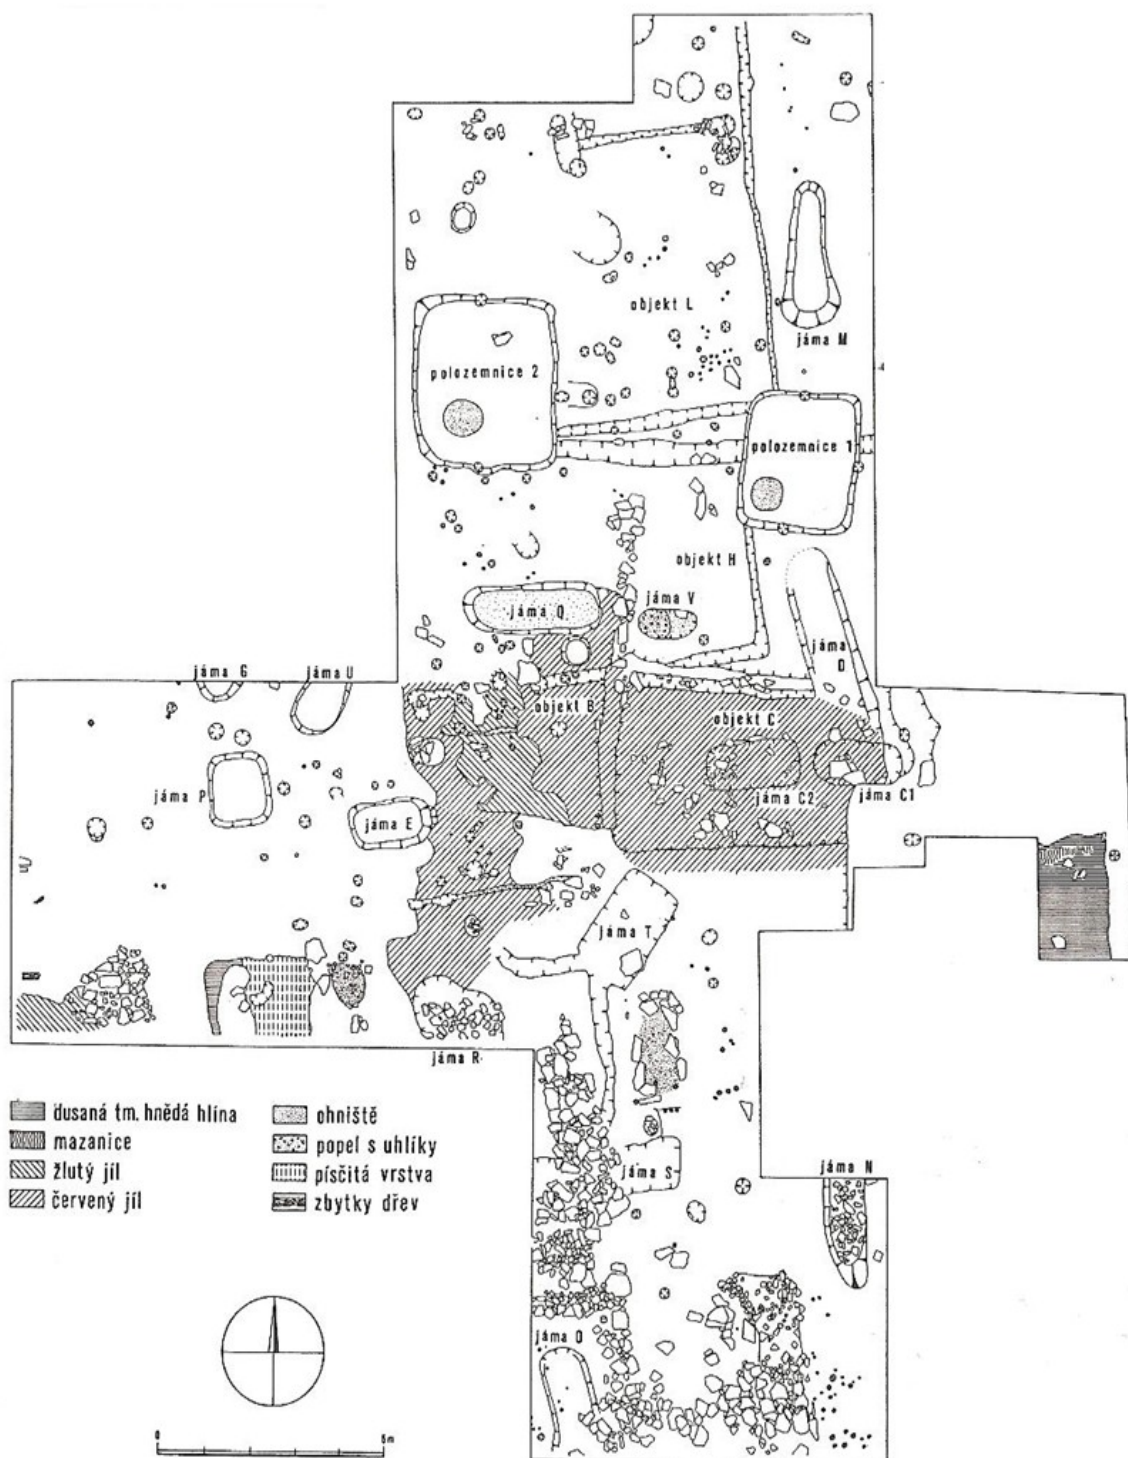 objekt L
jáma M
polozemnice 2
polozemnice 1
objekt H
jáma Q
jáma V
jáma D
jáma G
jáma U
objekt B
objekt C
jáma P
jáma C2
jáma C1
jáma E
jáma T
jáma R
dusaná tm. hnědá hlína
mazanice
žlutý jíl
červený jíl
ohniště
popel s uhlíky
písčitá vrstva
zbytky dřev
jáma S
jáma N
jáma O
0
5m